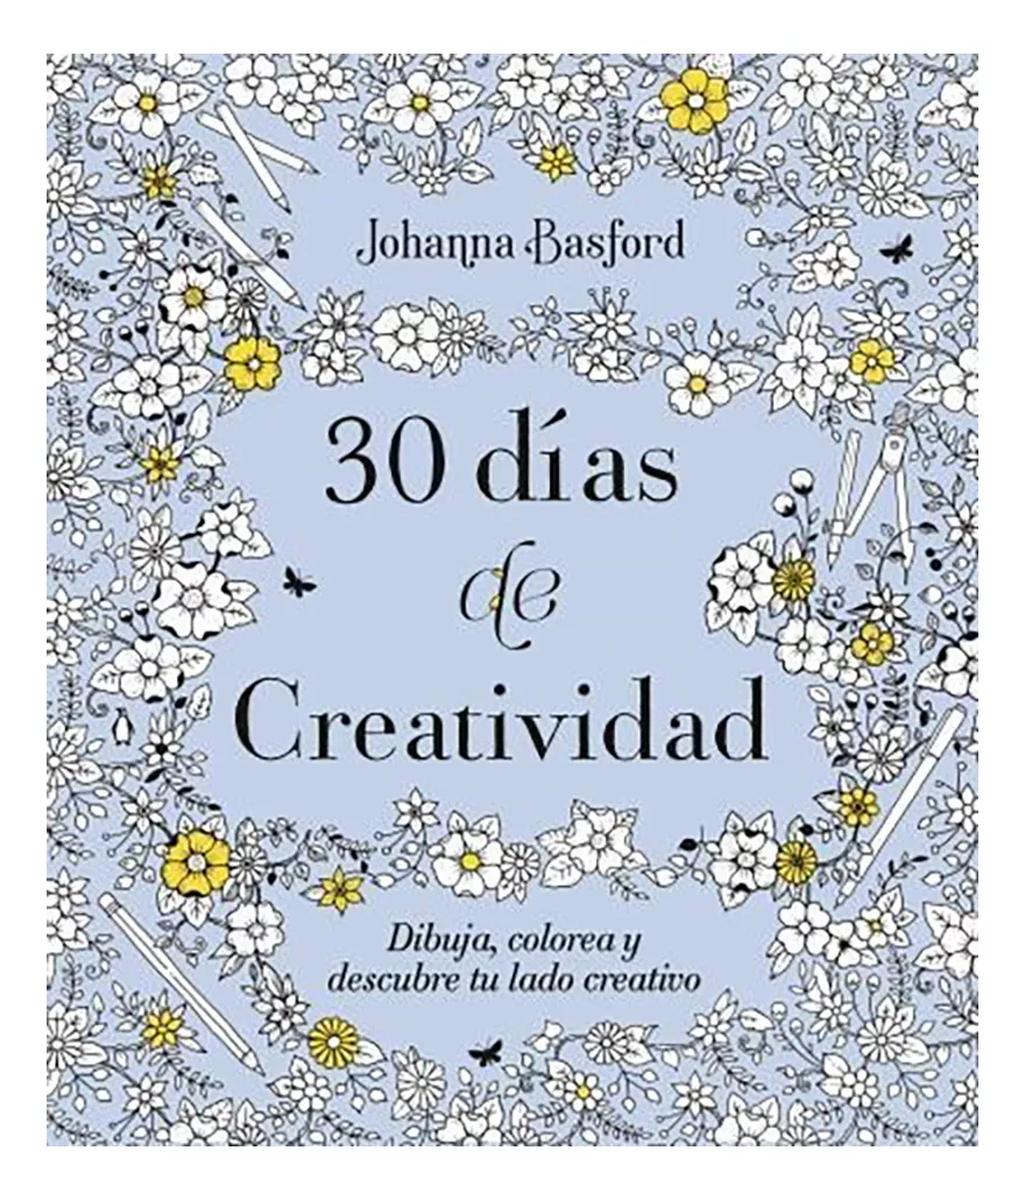 Johanna Basford
30 días
de
Creatividad
Dibuja, colorea y
descubre tu lado creativo